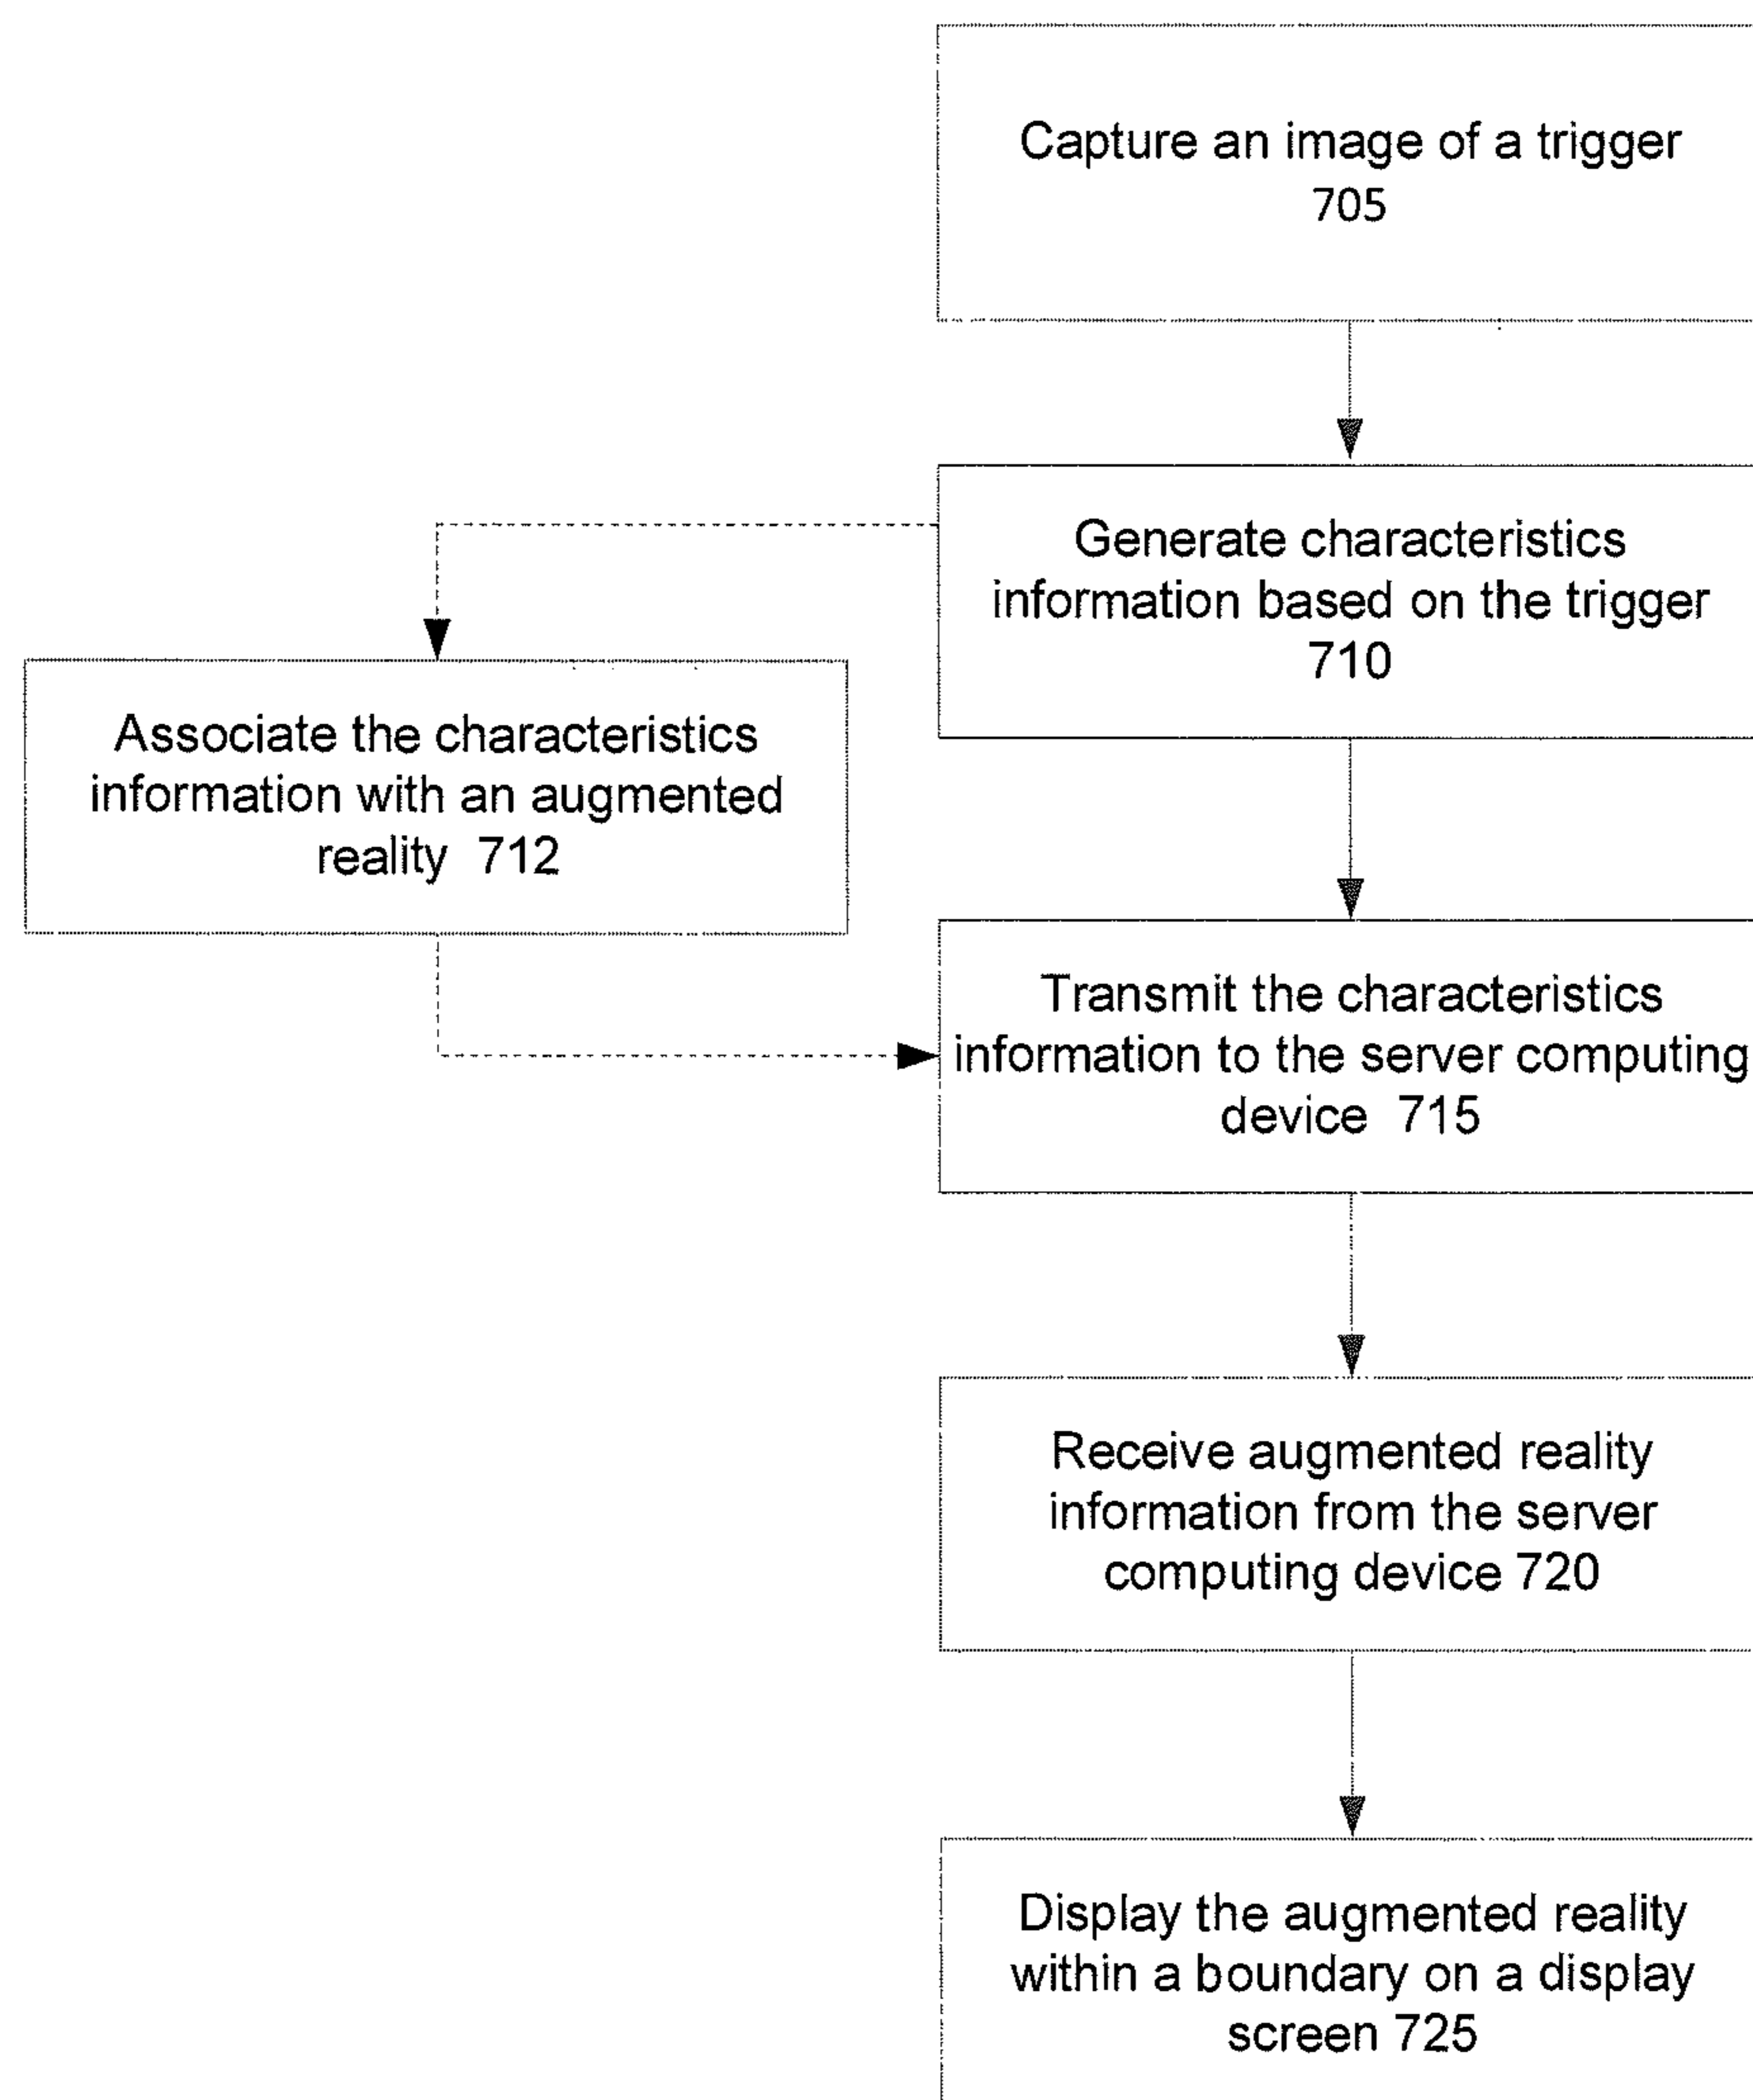 Capture an image of a trigger
705
Generate characteristics
information based on the trigger
710
Associate the characteristics
information with an augmented
reality 712
Transmit the characteristics
information to the server computing
device 715
Receive augmented reality
information from the server
computing device 720
Display the augmented reality
within a boundary on a display
screen 725